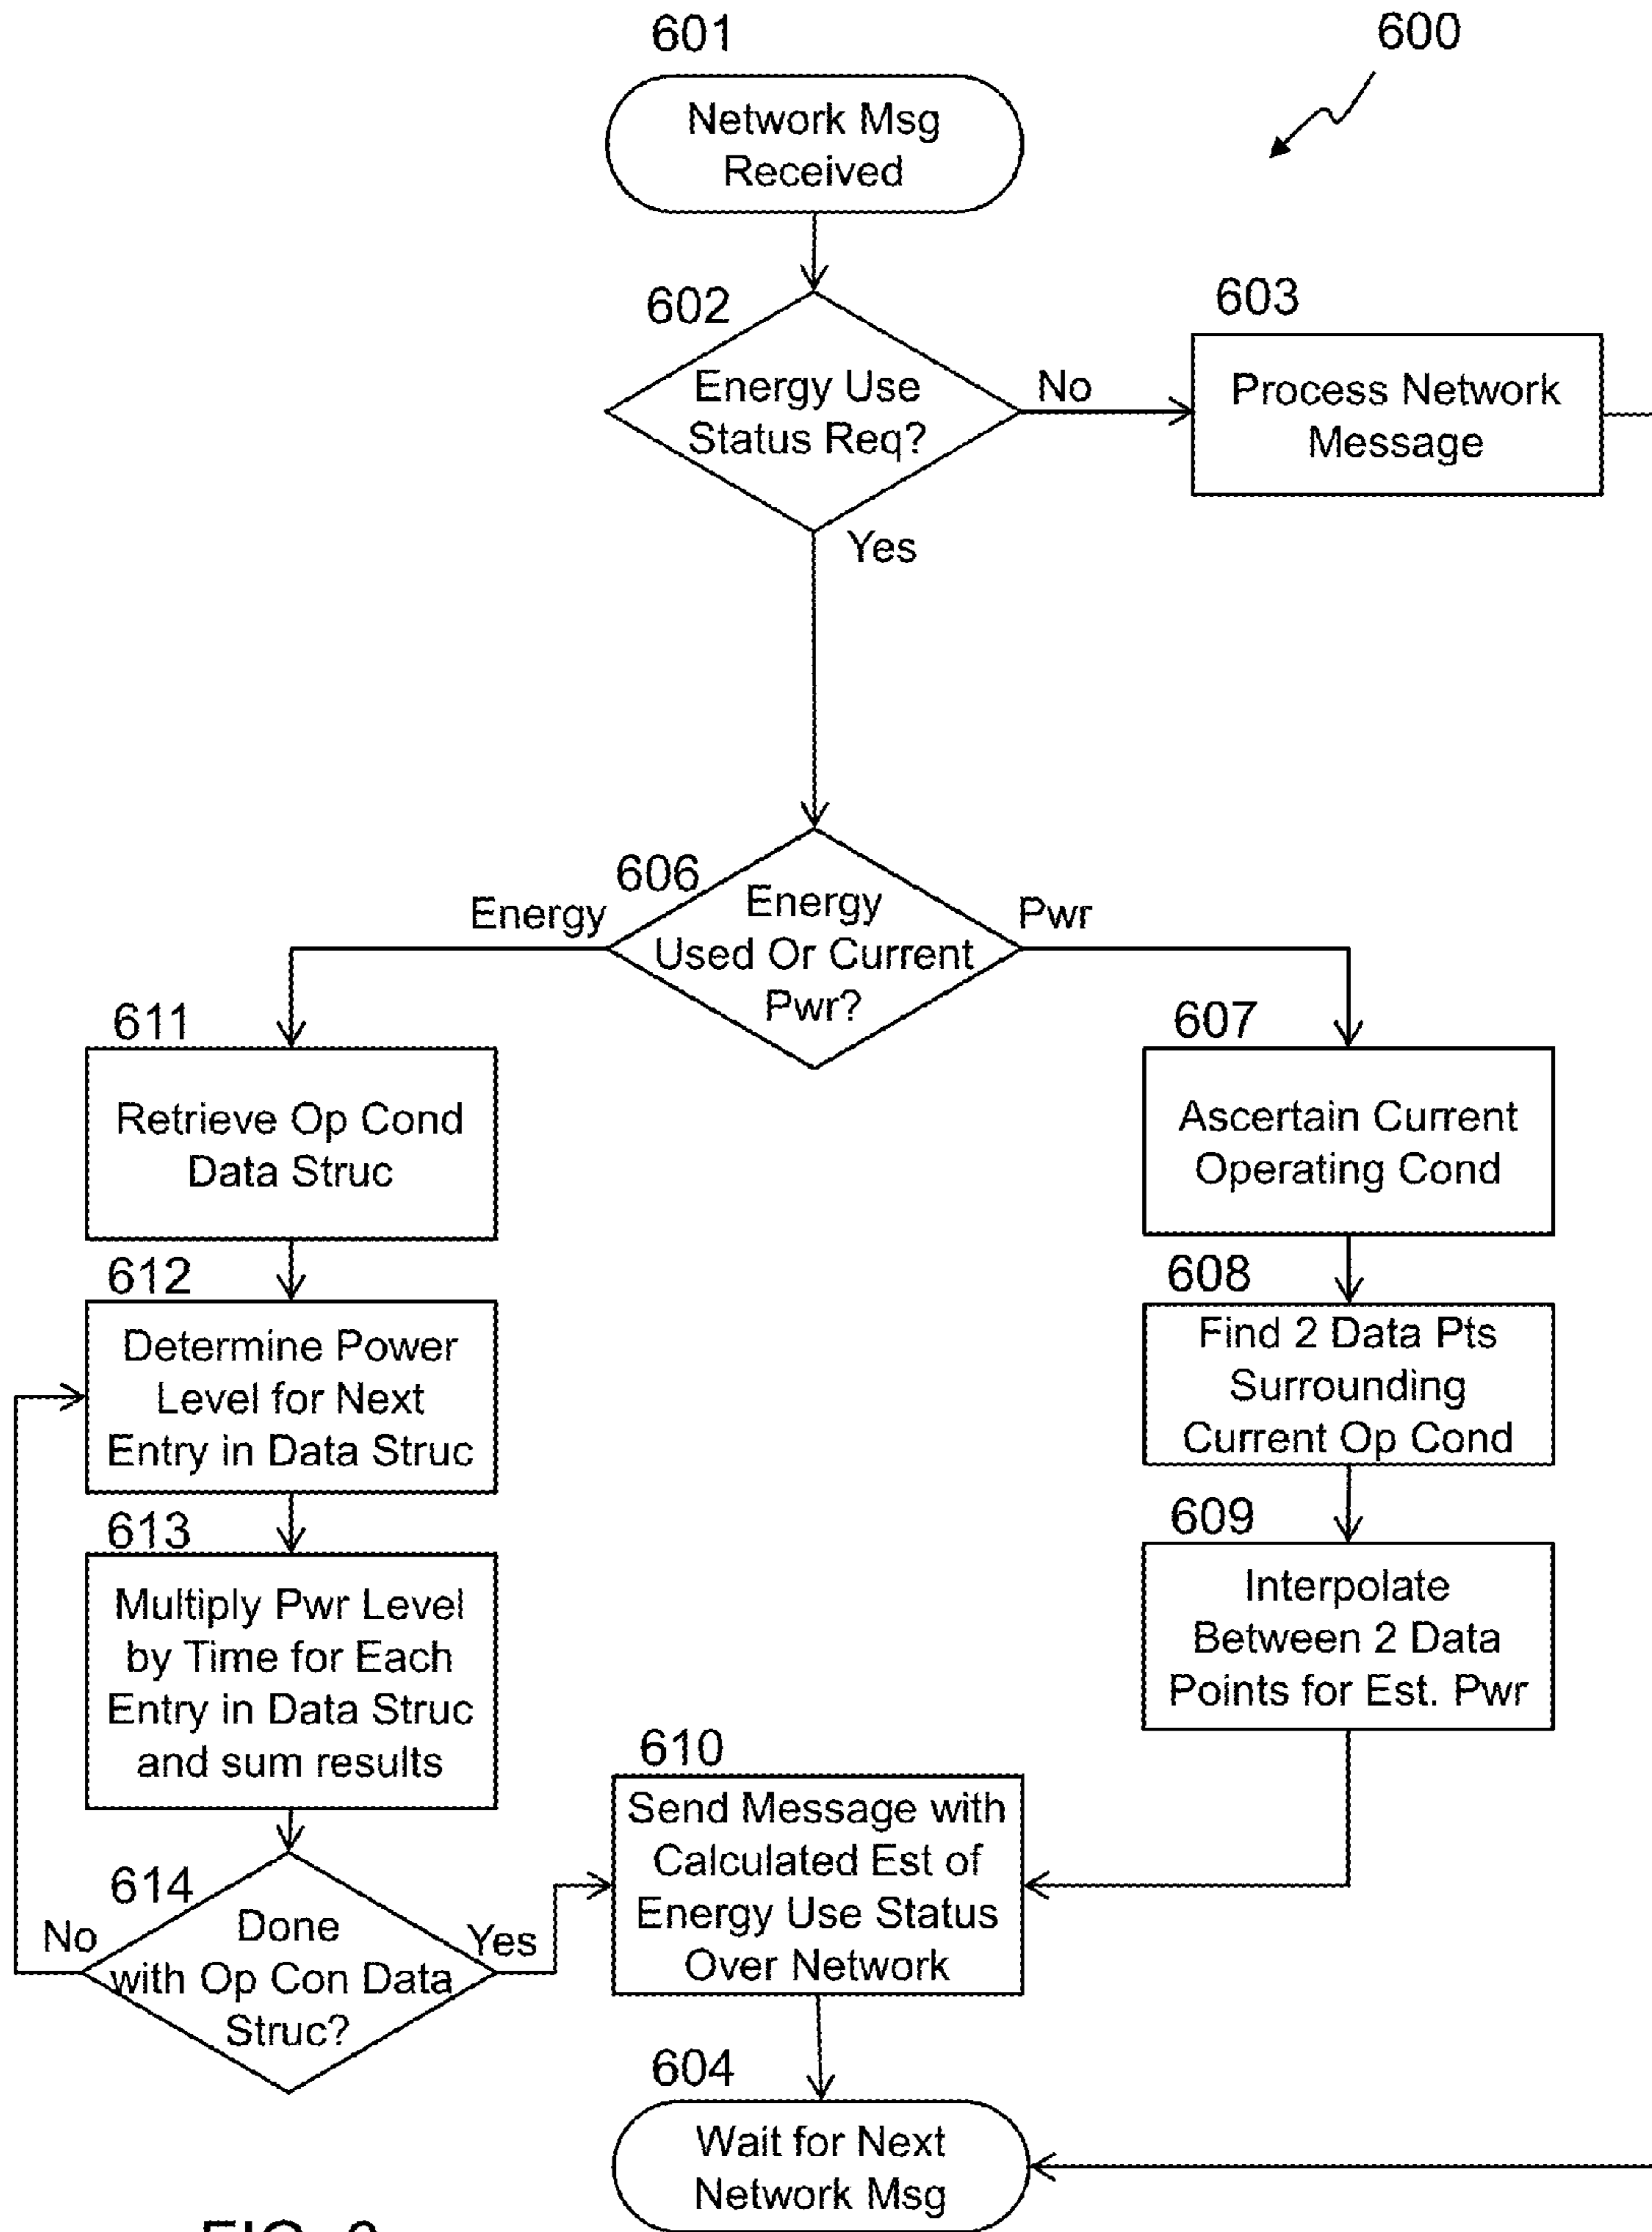 601
600
Network Msg
Received
602
Energy Use
Status Req?
No
603
Process Network
Message
Yes
606
Energy
Energy
Used Or Current
Pwr?
Pwr
611
Retrieve Op Cond
Data Struc
607
Ascertain Current
Operating Cond
612
Determine Power
Level for Next
Entry in Data Struc
608
Find 2 Data Pts
Surrounding
Current Op Cond
613
Multiply Pwr Level
by Time for Each
Entry in Data Struc
and sum results
609
Interpolate
Between 2 Data
Points for Est. Pwr
610
Send Message with
Calculated Est of
Energy Use Status
Over Network
614
No
Done
with Op Con Data
Struc?
Yes
604
Wait for Next
Network Msg